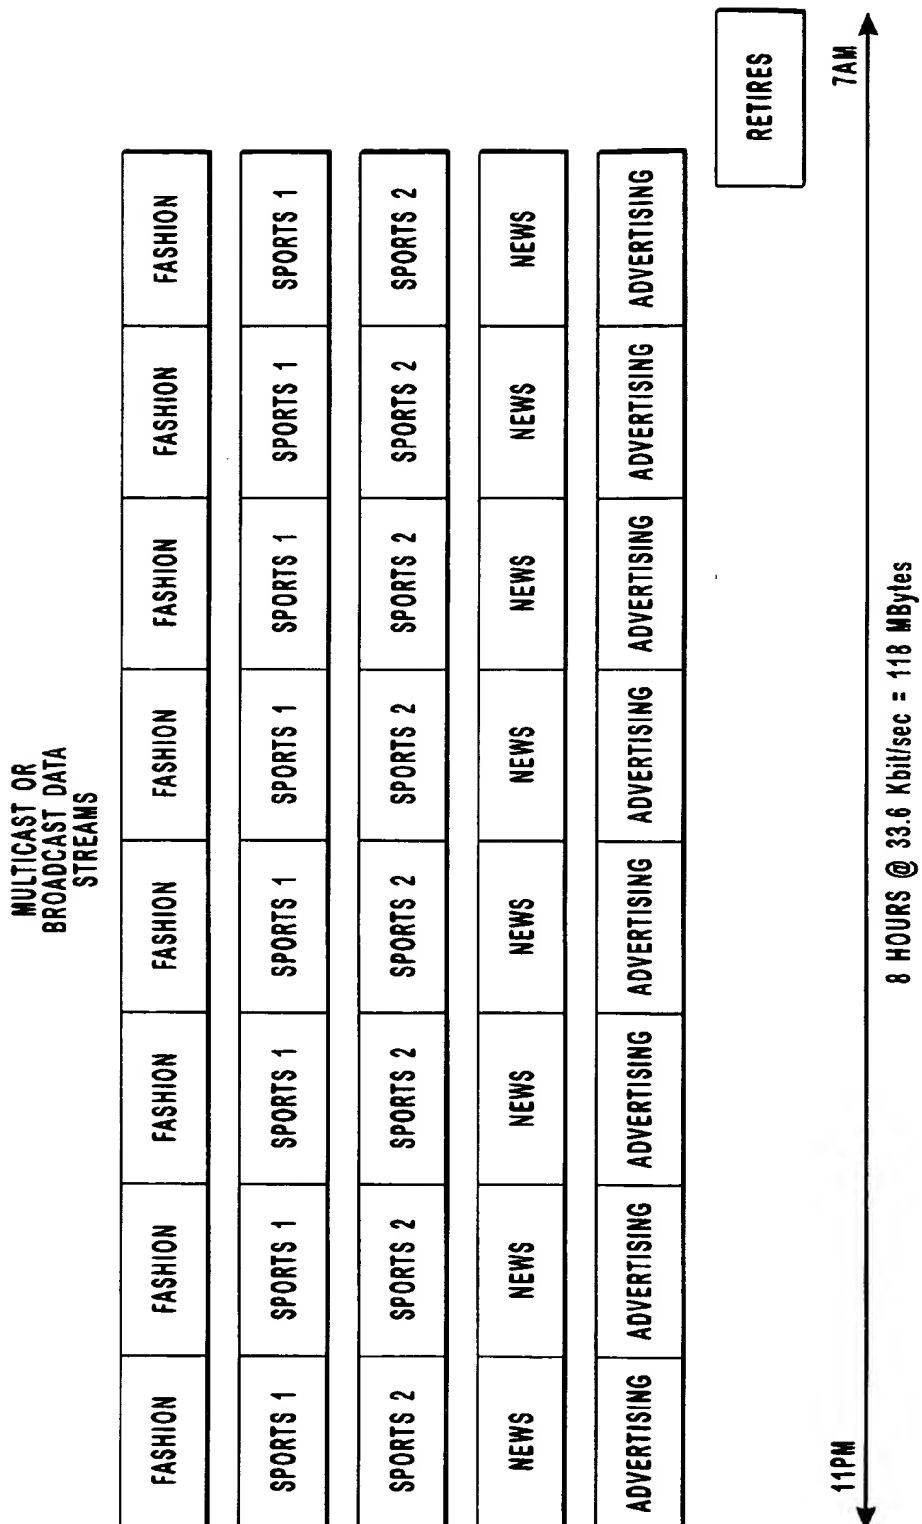 MULTICAST OR
BROADCAST DATA
STREAMS
FASHION FASHION FASHION FASHION FASHION FASHION FASHION FASHION
SPORTS 1 SPORTS 1 SPORTS 1 SPORTS 1 SPORTS 1 SPORTS 1 SPORTS 1 SPORTS 1
SPORTS 2 SPORTS 2 SPORTS 2 SPORTS 2 SPORTS 2 SPORTS 2 SPORTS 2 SPORTS 2
NEWS NEWS NEWS NEWS NEWS NEWS NEWS NEWS
ADVERTISING ADVERTISING ADVERTISING ADVERTISING ADVERTISING ADVERTISING ADVERTISING ADVERTISING
RETIRES
11PM 7AM
8 HOURS @ 33.6 Kbit/sec = 118 MBytes